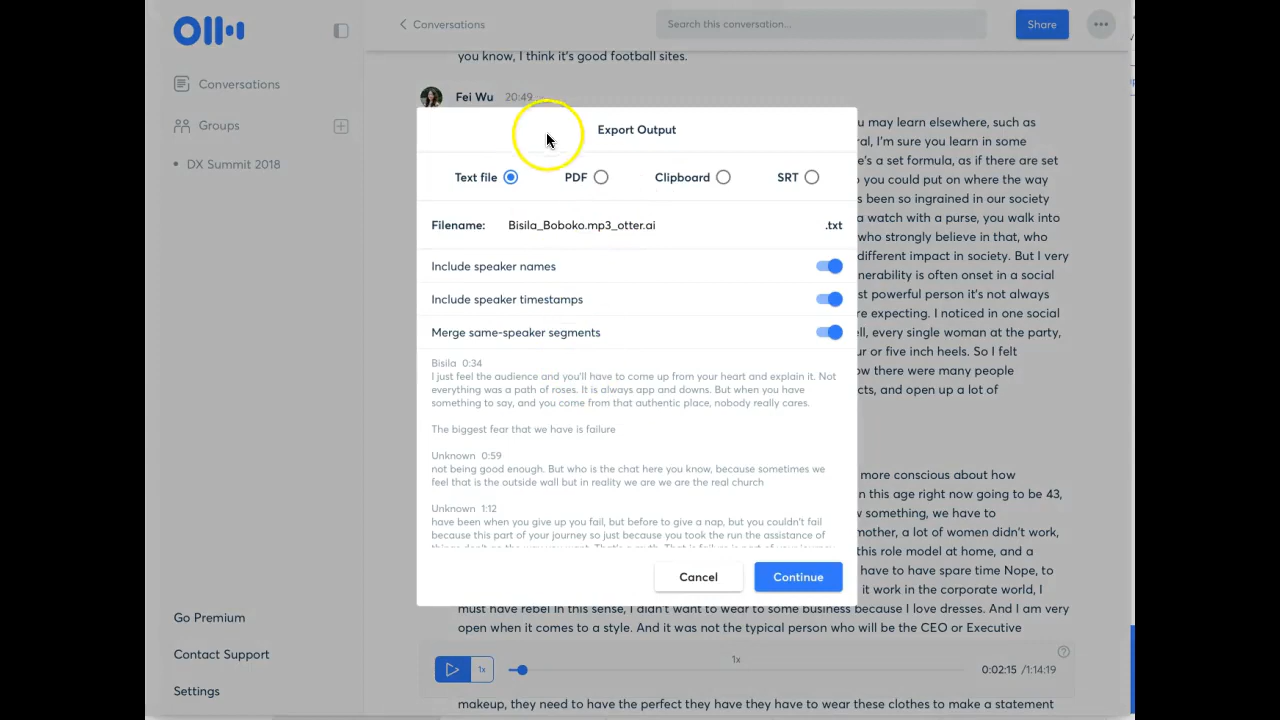 Conversations
Search this conversation...
Share
Conversations
Groups
DX Summit 2018
Go Premium
Contact Support
Settings
you know, I think it's good football sites.
Fei Wu 20:49
u may learn elsewhere, such as
ral, I'm sure you learn in some
e's a set formula, as if there are set
you could put on where the way
s been so ingrained in our society
a watch with a purse, you walk into
who strongly believe in that, who
different impact in society. But I very
nerability is often onset in a social
st powerful person it's not always
re expecting. I noticed in one social
ll, every single woman at the party,
ur or five inch heels. So I felt
ow there were many people
cts, and open up a lot of
more conscious about how
n this age right now going to be 43,
w something, we have to
mother, a lot of women didn't work,
this role model at home, and a
have to have spare time Nope, to
it work in the corporate world, I
must have rebel In this sense, I didn't want to wear to some business because I love dresses. And I am very
open when it comes to a style. And it was not the typical person who will be the CEO or Executive
Export Output
Text file PDF Clipboard SRT
Filename: Bisila_Boboko.mp3_otter.ai .txt
Include speaker names
Include speaker timestamps
Merge same-speaker segments
Bisila 0:34
I just feel the audience and you'll have to come up from your heart and explain it. Not
everything was a path of roses. It is always app and downs. But when you have
something to say, and you come from that authentic place, nobody really cares.
The biggest fear that we have is failure
Unknown 0:59
not being good enough. But who is the chat here you know, because sometimes we
feel that is the outside wall but in reality we are we are the real church
Unknown 1:12
have been when you give up you fail, but before to give a nap, but you couldn't fail
because this part of your journey so just because you took the run the assistance of
Cancel Continue
1x
1x
0:02:15 /1:14:19
makeup, they need to have the perfect they have they have to wear these clothes to make a statement